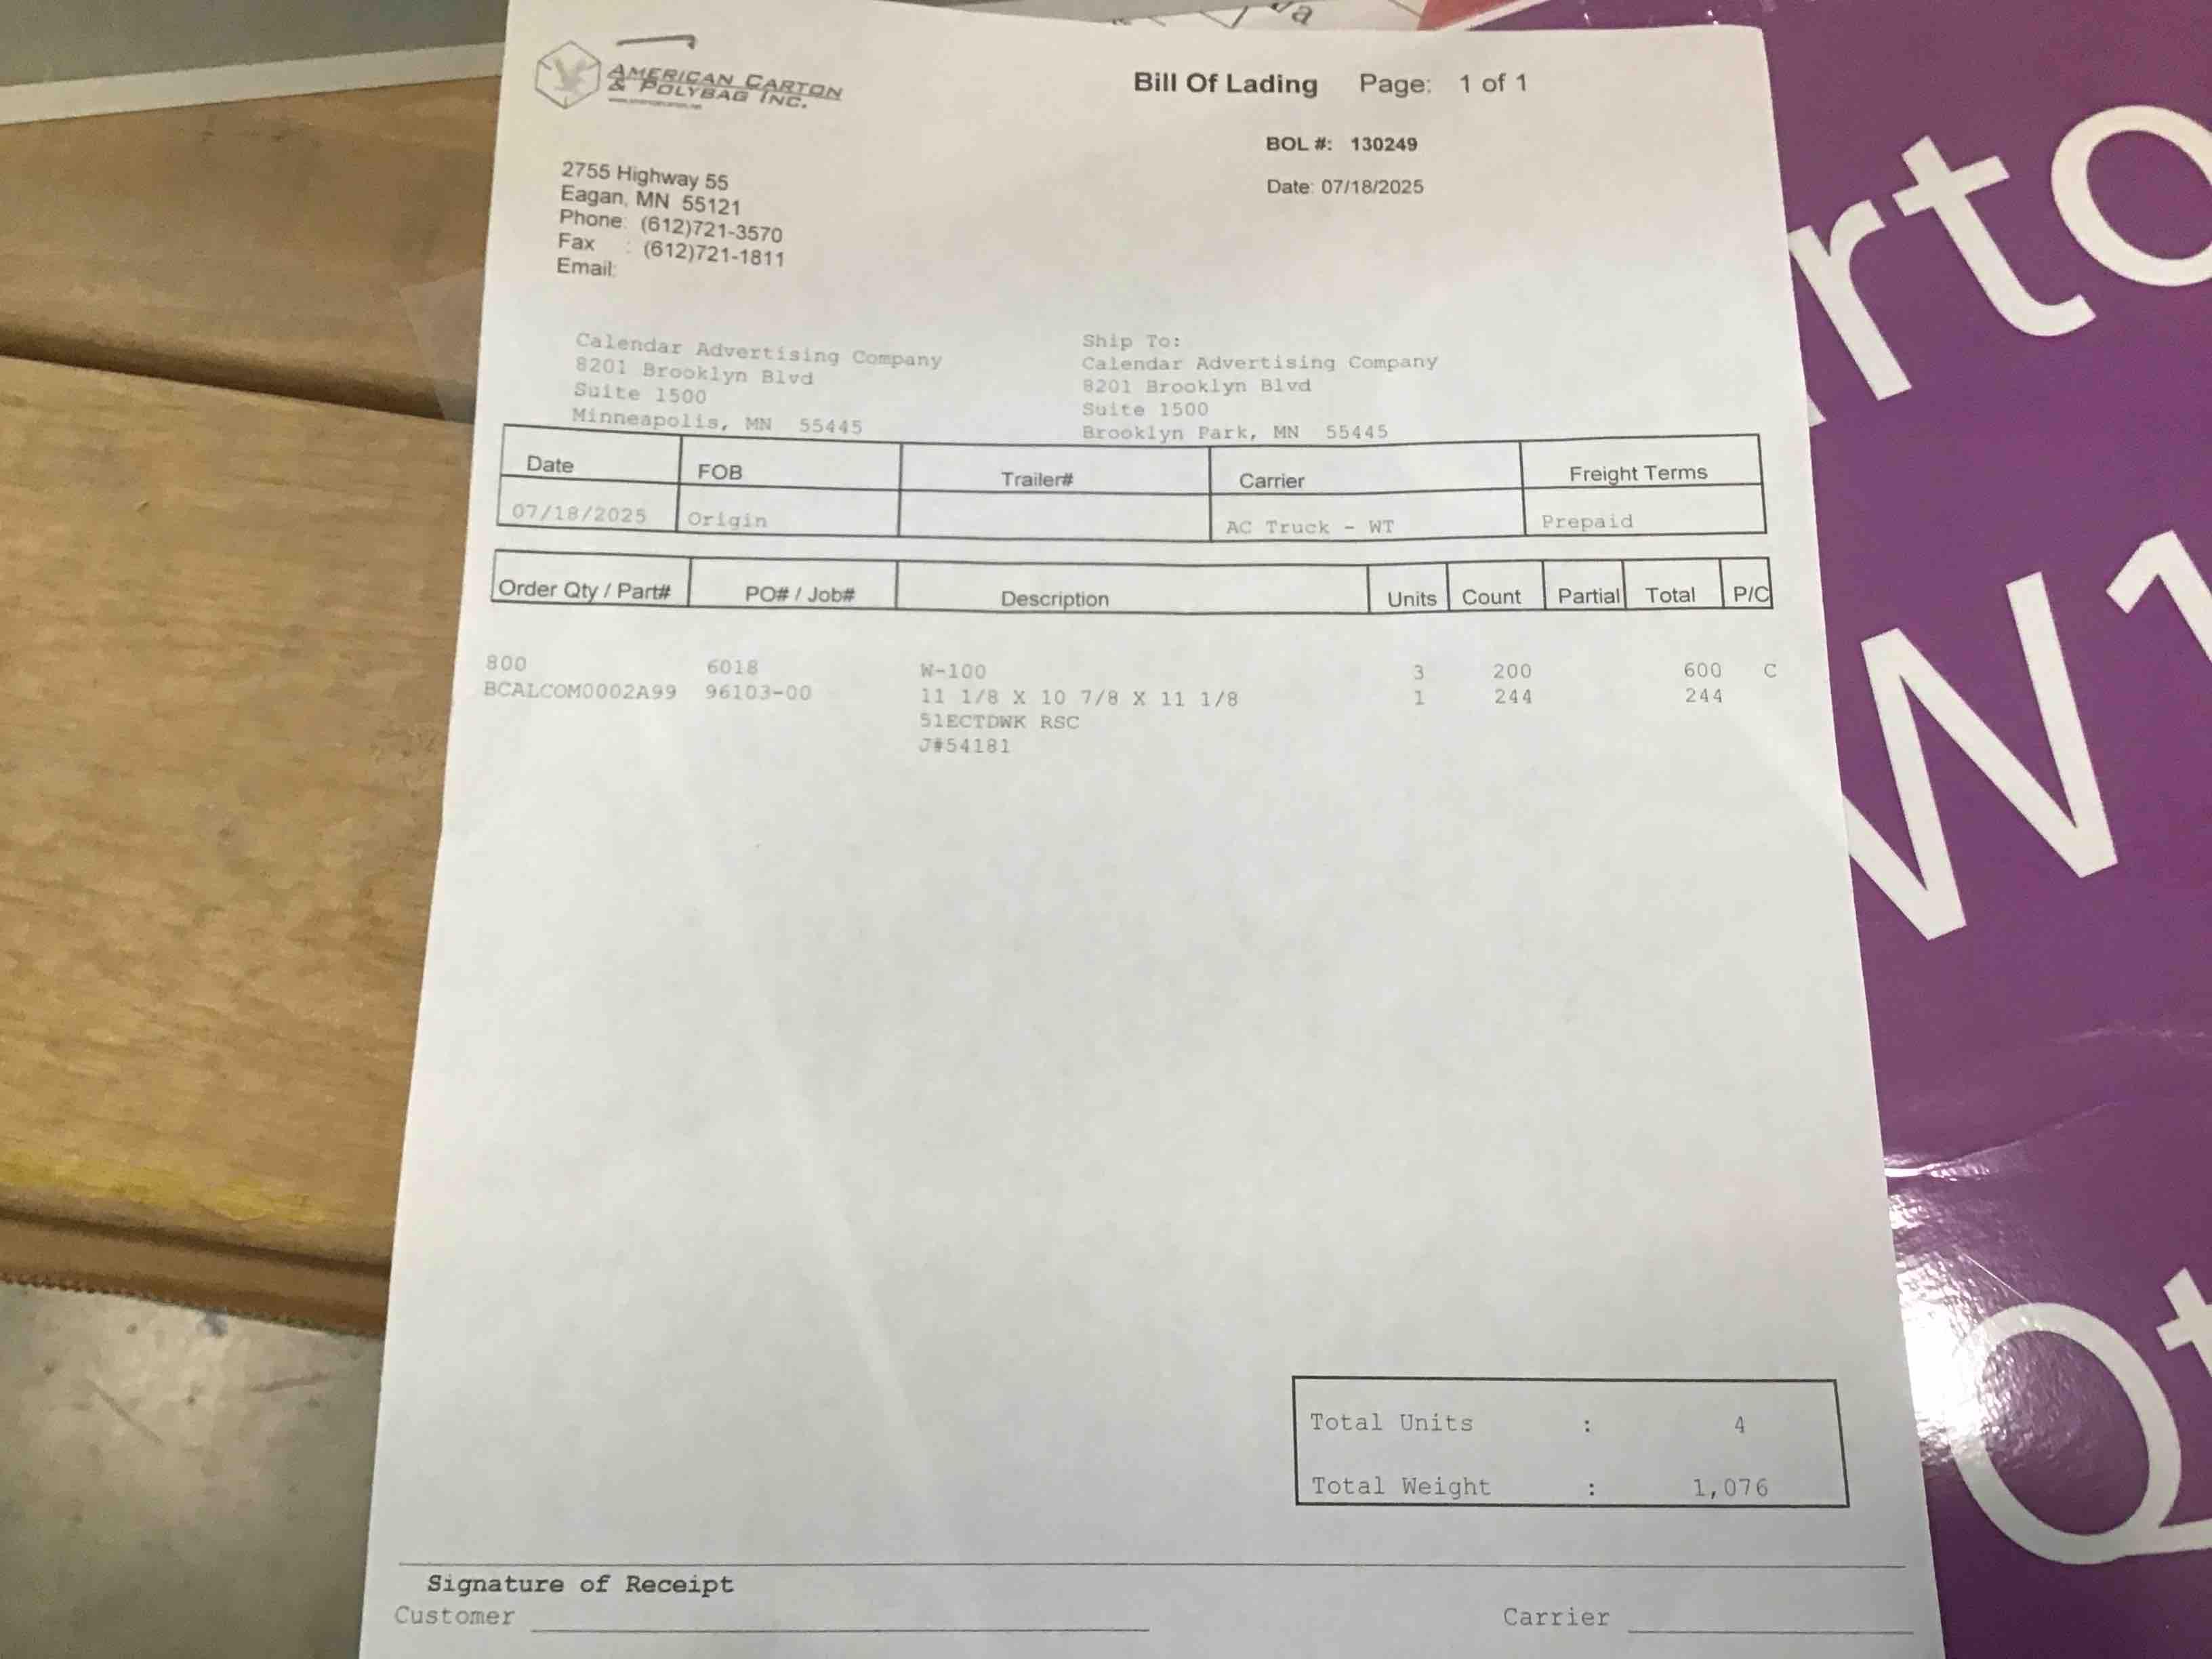 AMERICAN CARTON
& POLYBAG INC.
Bill Of Lading Page: 1 of 1
BOL #: 130249
Date: 07/18/2025
2755 Highway 55
Eagan, MN 55121
Phone: (612)721-3570
Fax : (612)721-1811
Email:
Calendar Advertising Company
8201 Brooklyn Blvd
Suite 1500
Minneapolis, MN 55445
Ship To:
Calendar Advertising Company
8201 Brooklyn Blvd
Suite 1500
Brooklyn Park, MN 55445
Date FOB Trailer# Carrier Freight Terms
07/18/2025 Origin AC Truck - WT Prepaid
Order Qty / Part# PO# / Job# Description Units Count Partial Total P/C
800 6018 W-100 3 200 600 C
BCALCOM0002A99 96103-00 11 1/8 X 10 7/8 X 11 1/8 1 244 244
51ECTDWK RSC
J#54181
Total Units : 4
Total Weight : 1,076
Signature of Receipt
Customer
Carrier
rto
W1
Qt